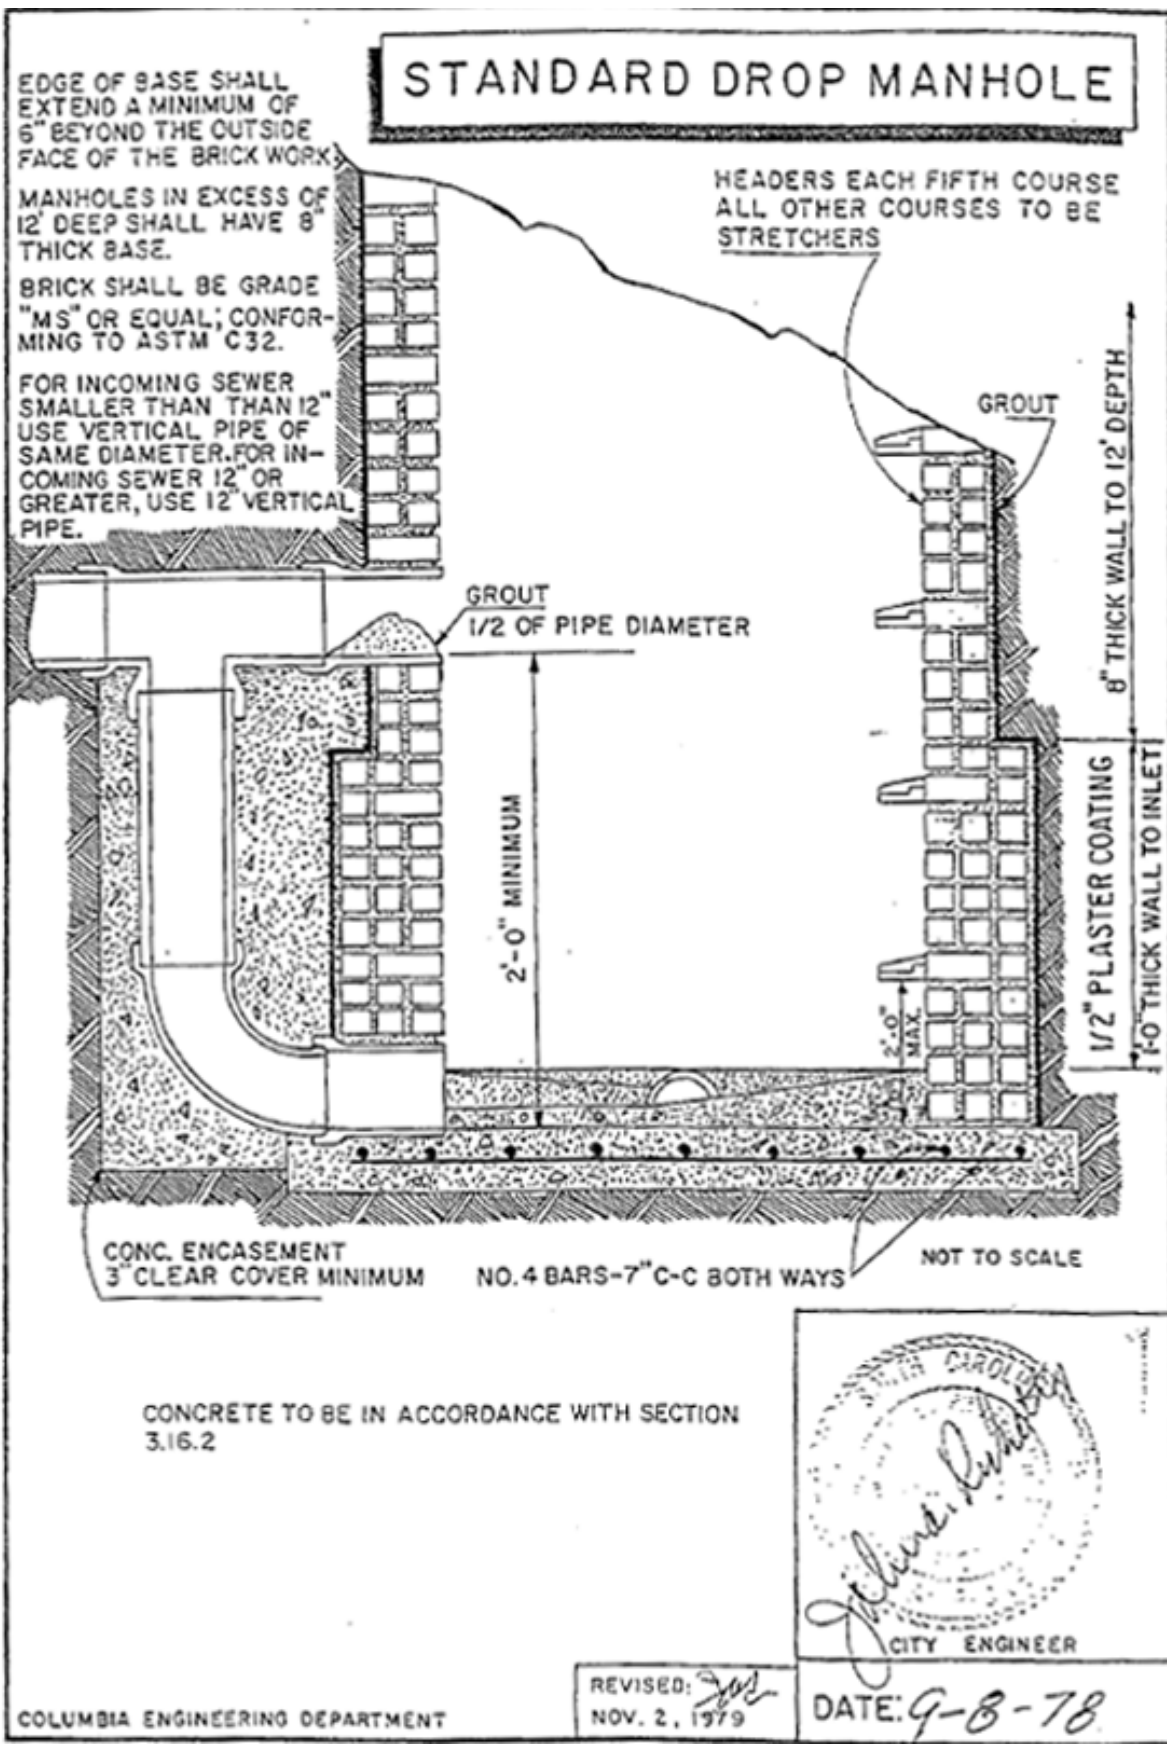 STANDARD DROP MANHOLE
EDGE OF BASE SHALL
EXTEND A MINIMUM OF
6" BEYOND THE OUTSIDE
FACE OF THE BRICK WORK
MANHOLES IN EXCESS OF
12' DEEP SHALL HAVE 8"
THICK BASE.
BRICK SHALL BE GRADE
"MS" OR EQUAL; CONFOR-
MING TO ASTM C32.
FOR INCOMING SEWER
SMALLER THAN THAN 12"
USE VERTICAL PIPE OF
SAME DIAMETER. FOR IN-
COMING SEWER 12" OR
GREATER, USE 12" VERTICAL
PIPE.
HEADERS EACH FIFTH COURSE
ALL OTHER COURSES TO BE
STRETCHERS
GROUT
8" THICK WALL TO 12' DEPTH
GROUT
1/2 OF PIPE DIAMETER
2'-0" MINIMUM
2'-0"
MAX.
1/2" PLASTER COATING
1'-0" THICK WALL TO INLET
CONC. ENCASEMENT
3" CLEAR COVER MINIMUM
NO. 4 BARS-7" C-C BOTH WAYS
NOT TO SCALE
CONCRETE TO BE IN ACCORDANCE WITH SECTION
3.16.2
CAROLINA
CITY ENGINEER
COLUMBIA ENGINEERING DEPARTMENT
REVISED:
NOV. 2, 1979
DATE: 9-8-78